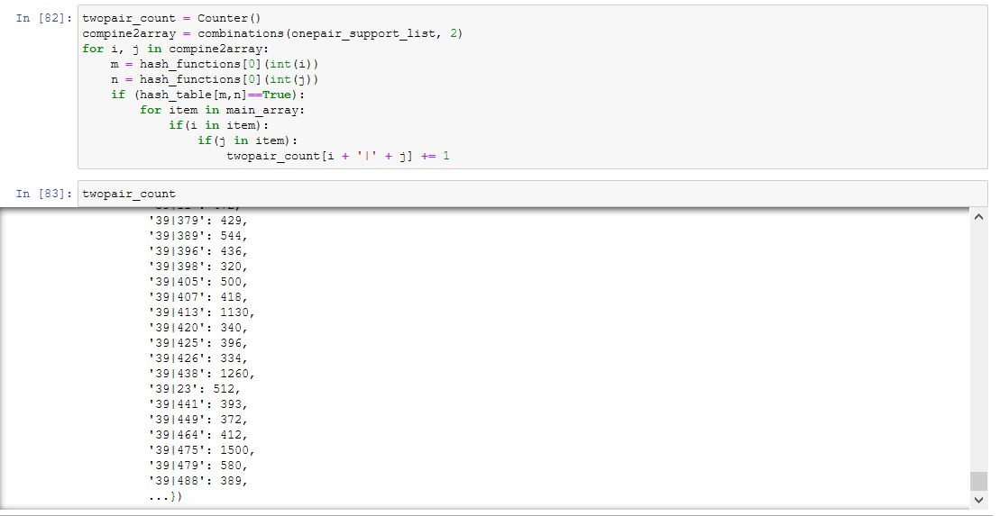 In [82]: twopair_count = Counter()
compine2array = combinations(onepair_support_list, 2)
for i, j in compine2array:
    m = hash_functions[0](int(i))
    n = hash_functions[0](int(j))
    if (hash_table[m,n]==True):
        for item in main_array:
            if(i in item):
                if(j in item):
                    twopair_count[i + '|' + j] += 1
In [83]: twopair_count
'39|379': 429,
'39|389': 544,
'39|396': 436,
'39|398': 320,
'39|405': 500,
'39|407': 418,
'39|413': 1130,
'39|420': 340,
'39|425': 396,
'39|426': 334,
'39|438': 1260,
'39|23': 512,
'39|441': 393,
'39|449': 372,
'39|464': 412,
'39|475': 1500,
'39|479': 580,
'39|488': 389,
...})